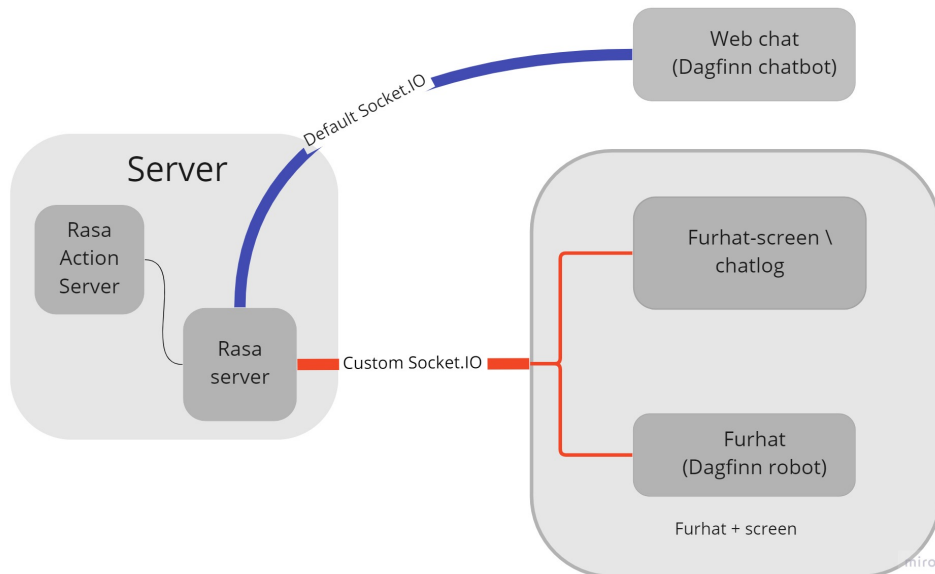 Web chat
(Dagfinn chatbot)
Default Socket.IO
Server
Rasa
Action
Server
Rasa
server
Custom Socket.IO
Furhat-screen \
chatlog
Furhat
(Dagfinn robot)
Furhat + screen
miro